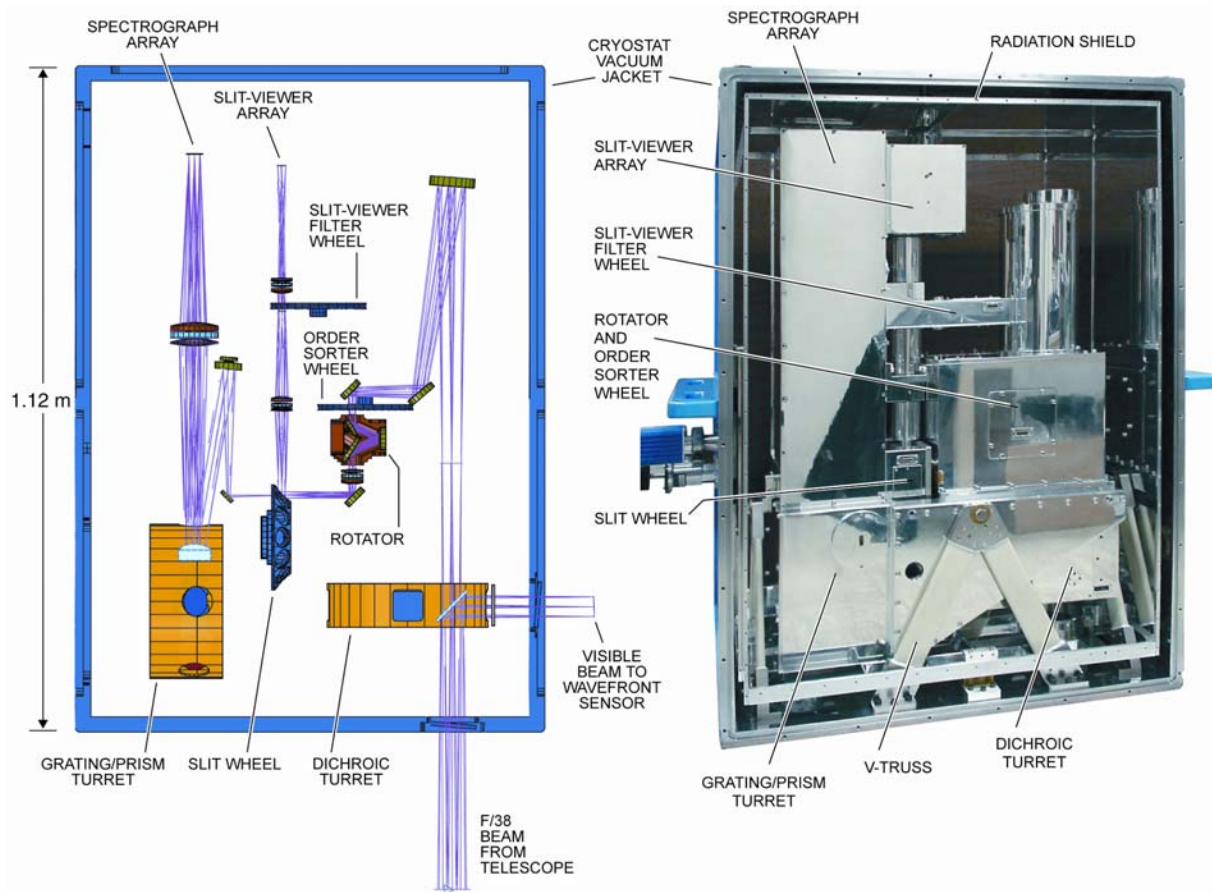 SPECTROGRAPH
ARRAY
SLIT-VIEWER
ARRAY
SLIT-VIEWER
FILTER
WHEEL
ORDER
SORTER
WHEEL
1.12 m
ROTATOR
GRATING/PRISM
TURRET
SLIT WHEEL
DICHROIC
TURRET
VISIBLE
BEAM TO
WAVEFRONT
SENSOR
F/38
BEAM
FROM
TELESCOPE
CRYOSTAT
VACUUM
JACKET
SPECTROGRAPH
ARRAY
RADIATION SHIELD
SLIT-VIEWER
ARRAY
SLIT-VIEWER
FILTER
WHEEL
ROTATOR
AND
ORDER
SORTER
WHEEL
SLIT WHEEL
GRATING/PRISM
TURRET
V-TRUSS
DICHROIC
TURRET